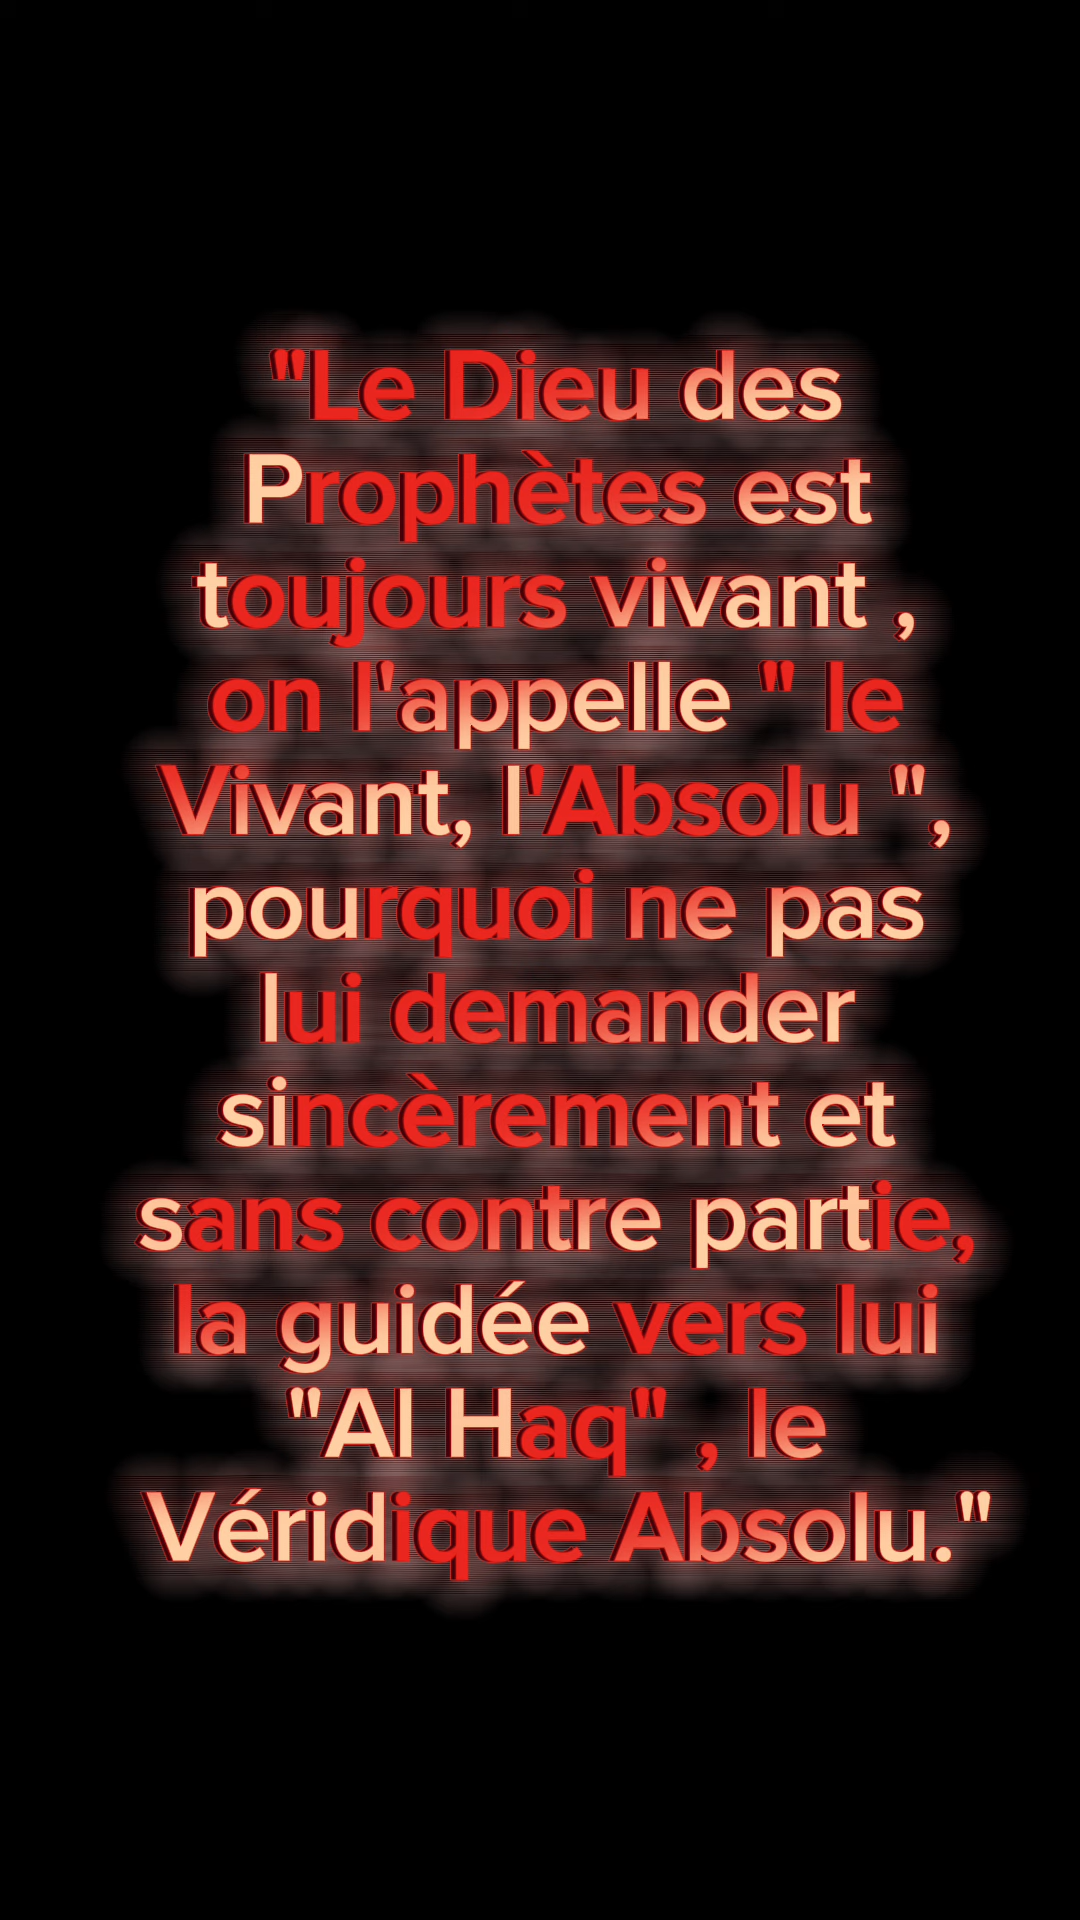 "Le Dieu des
Prophètes est
toujours vivant ,
on l'appelle " le
Vivant, l'Absolu ",
pourquoi ne pas
lui demander
sincèrement et
sans contre partie,
la guidée vers lui
"Al Haq" , le
Véridique Absolu."